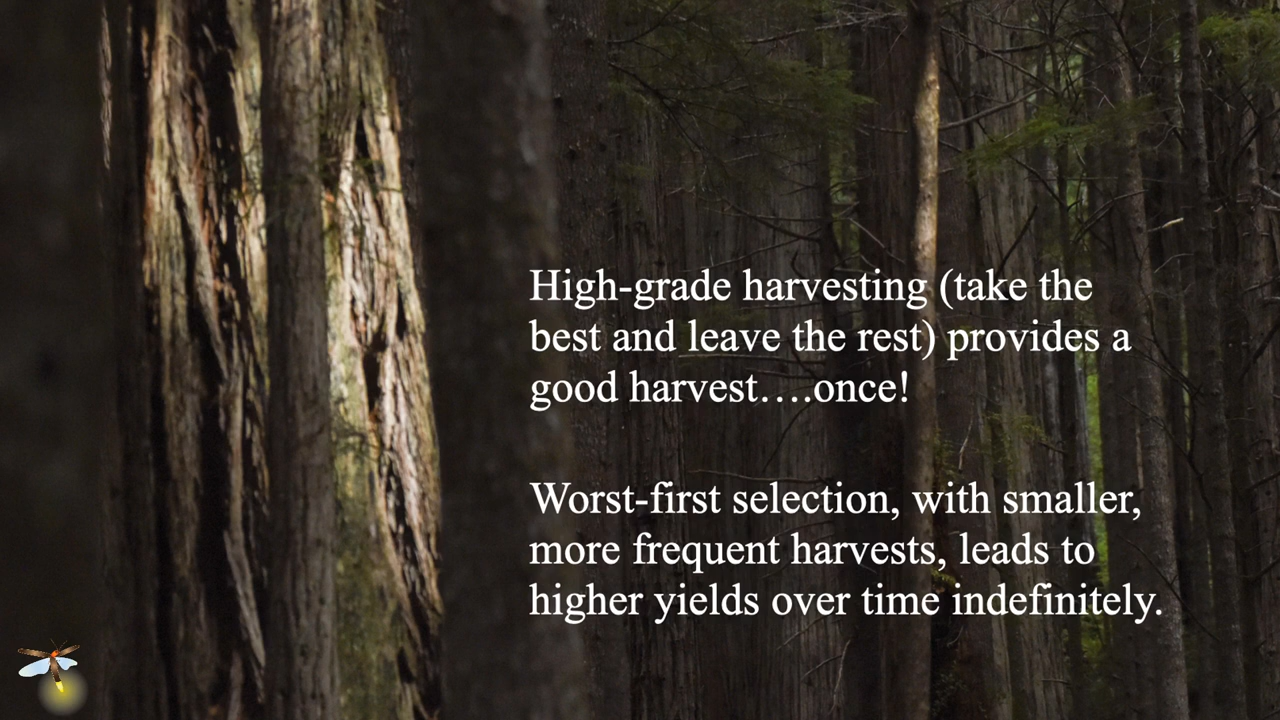 High-grade harvesting (take the
best and leave the rest) provides a
good harvest….once!
Worst-first selection, with smaller,
more frequent harvests, leads to
higher yields over time indefinitely.